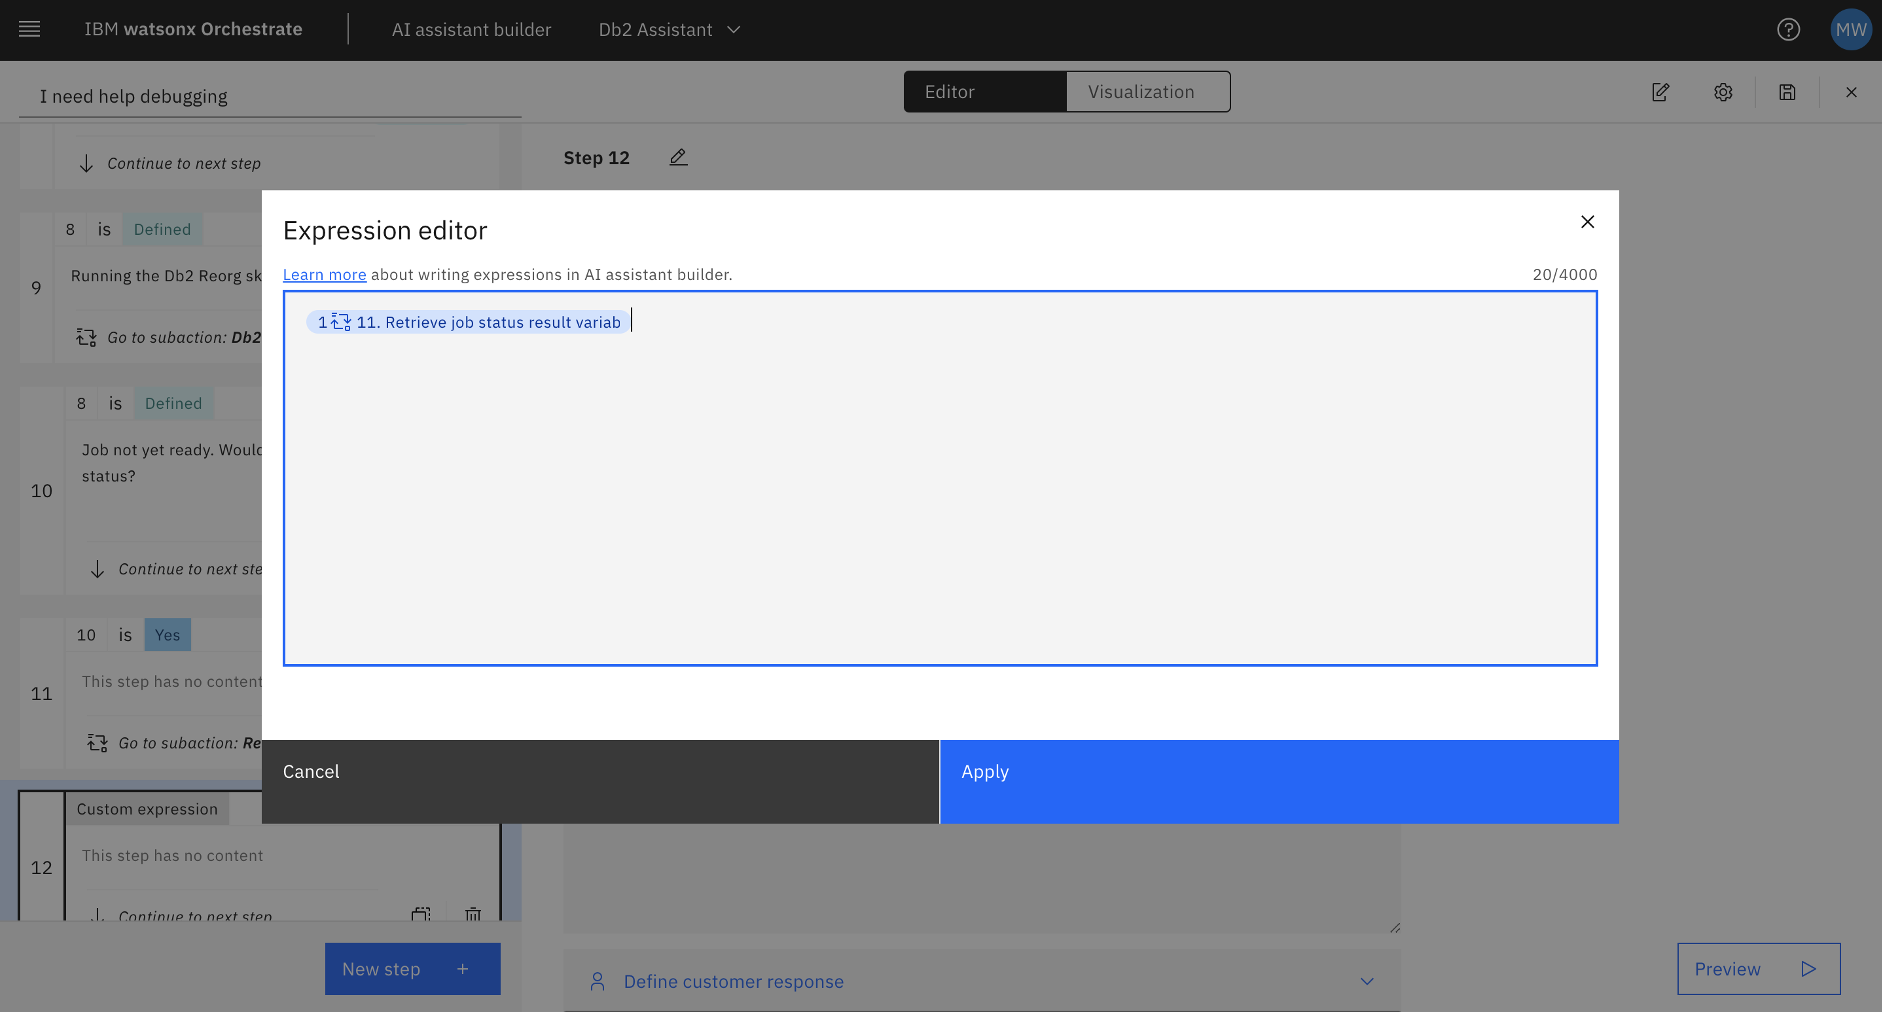 IBM watsonx Orchestrate
AI assistant builder
Db2 Assistant
MW
I need help debugging
Editor
Visualization
Continue to next step
Step 12
8 is Defined
9
Running the Db2 Reorg sk
Go to subaction: Db2
8 is Defined
10
Job not yet ready. Would
status?
Continue to next ste
10 is Yes
11
This step has no content
Go to subaction: Re
Custom expression
12
This step has no content
Continue to next step
New step +
Expression editor
Learn more about writing expressions in AI assistant builder.
20/4000
1 11. Retrieve job status result variab
Cancel
Apply
Define customer response
Preview